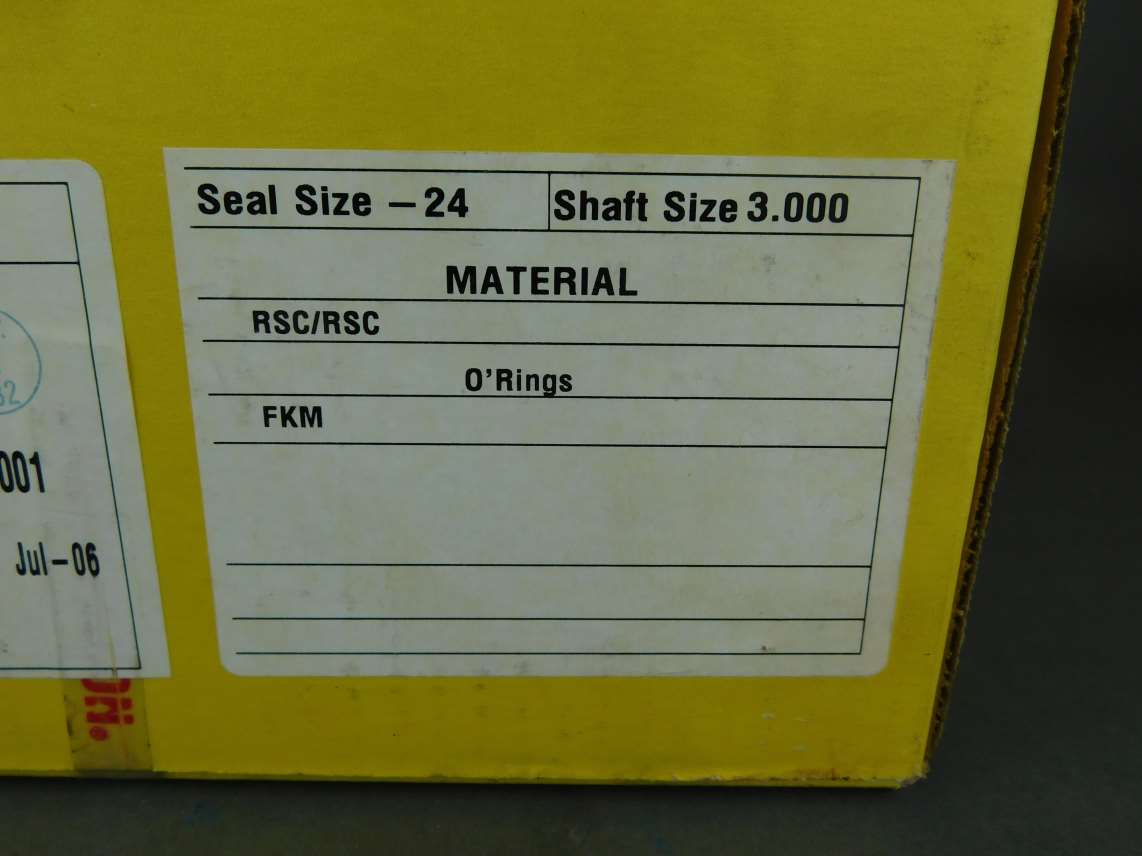 Seal Size –24 Shaft Size 3.000
MATERIAL
RSC/RSC
O'Rings
FKM
001
Jul–06